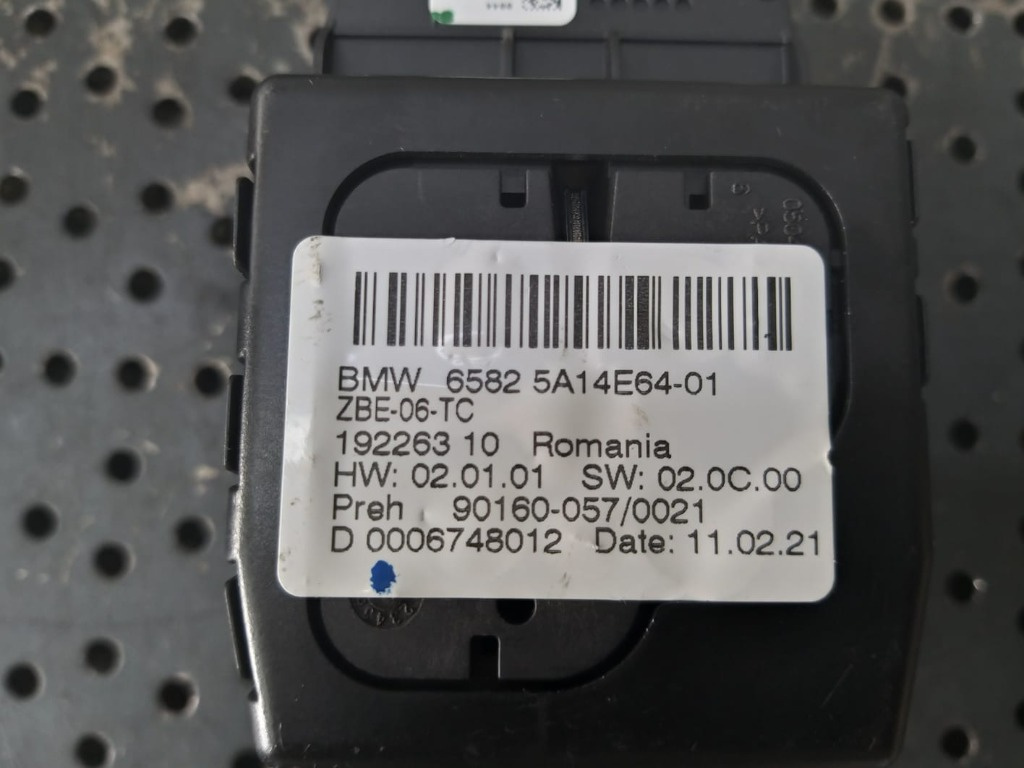 BMW 6582 5A14E64-01
ZBE-06-TC
192263 10 Romania
HW: 02.01.01 SW: 02.0C.00
Preh 90160-057/0021
D 0006748012 Date: 11.02.21